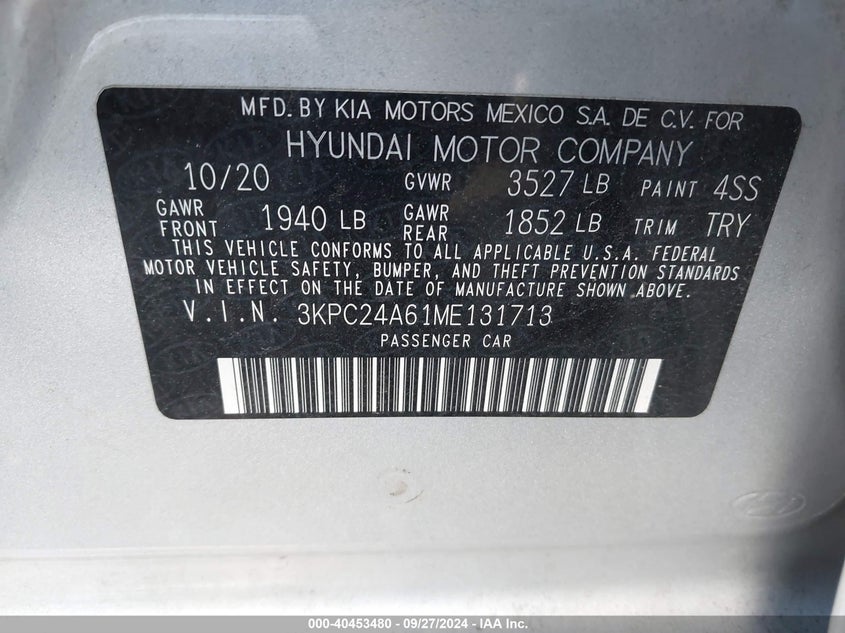 MFD. BY KIA MOTORS MEXICO S.A. DE C.V. FOR
HYUNDAI MOTOR COMPANY
10/20 GVWR 3527 LB PAINT 4SS
GAWR FRONT 1940 LB GAWR REAR 1852 LB TRIM TRY
THIS VEHICLE CONFORMS TO ALL APPLICABLE U.S.A. FEDERAL
MOTOR VEHICLE SAFETY, BUMPER, AND THEFT PREVENTION STANDARDS
IN EFFECT ON THE DATE OF MANUFACTURE SHOWN ABOVE.
V.I.N. 3KPC24A61ME131713
PASSENGER CAR
000-40453480 - 09/27/2024 - IAA Inc.